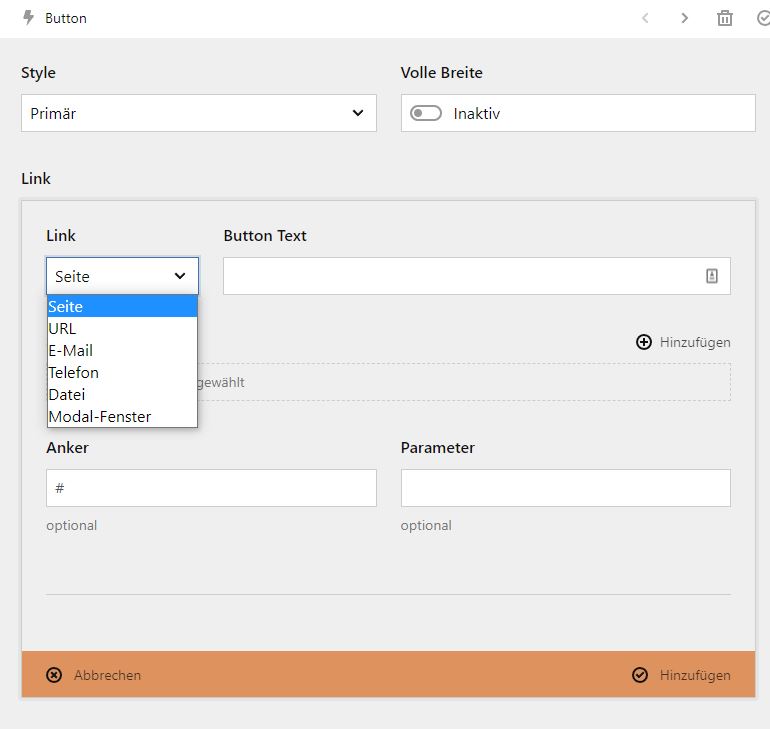 Button
Style
Volle Breite
Primär
Inaktiv
Link
Link
Button Text
Seite
Seite
URL
E-Mail
Telefon
Datei
Modal-Fenster
Hinzufügen
gewählt
Anker
Parameter
#
optional
optional
Abbrechen
Hinzufügen